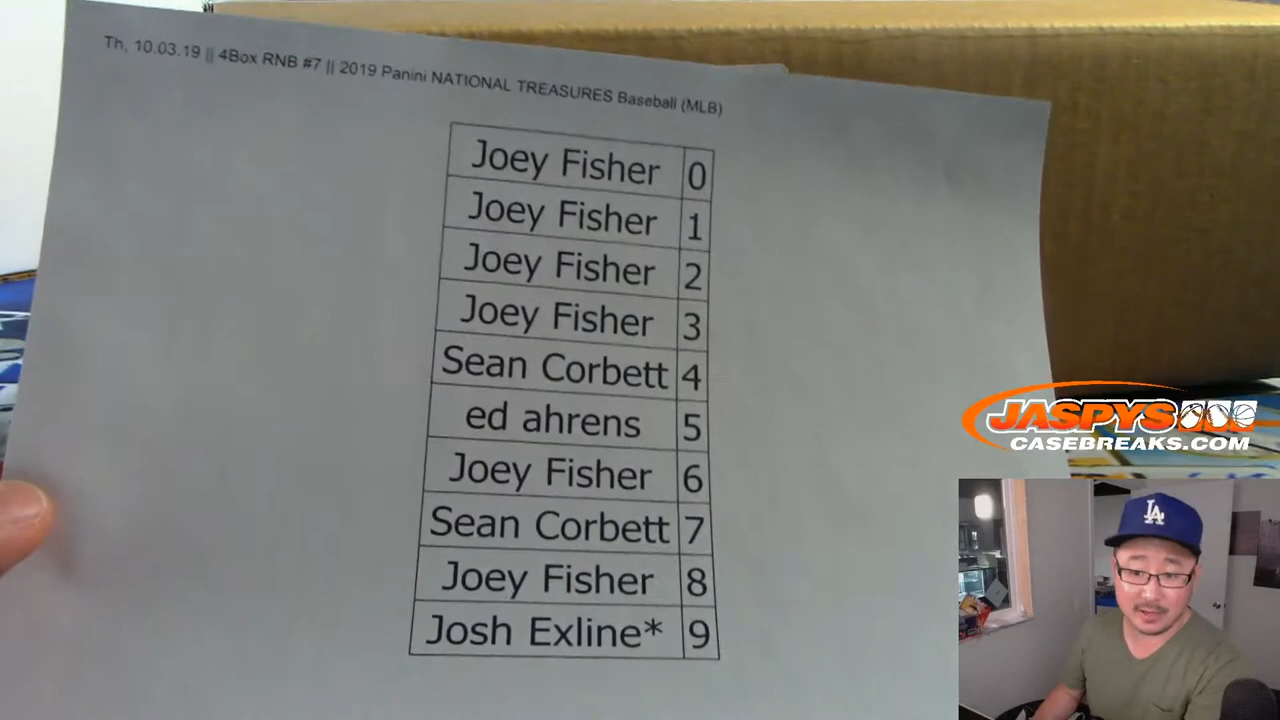 Th, 10.03.19 || 4Box RNB #7 || 2019 Panini NATIONAL TREASURES Baseball (MLB)
Joey Fisher 0
Joey Fisher 1
Joey Fisher 2
Joey Fisher 3
Sean Corbett 4
ed ahrens 5
Joey Fisher 6
Sean Corbett 7
Joey Fisher 8
Josh Exline* 9
JASPYS
CASEBREAKS.COM
LA